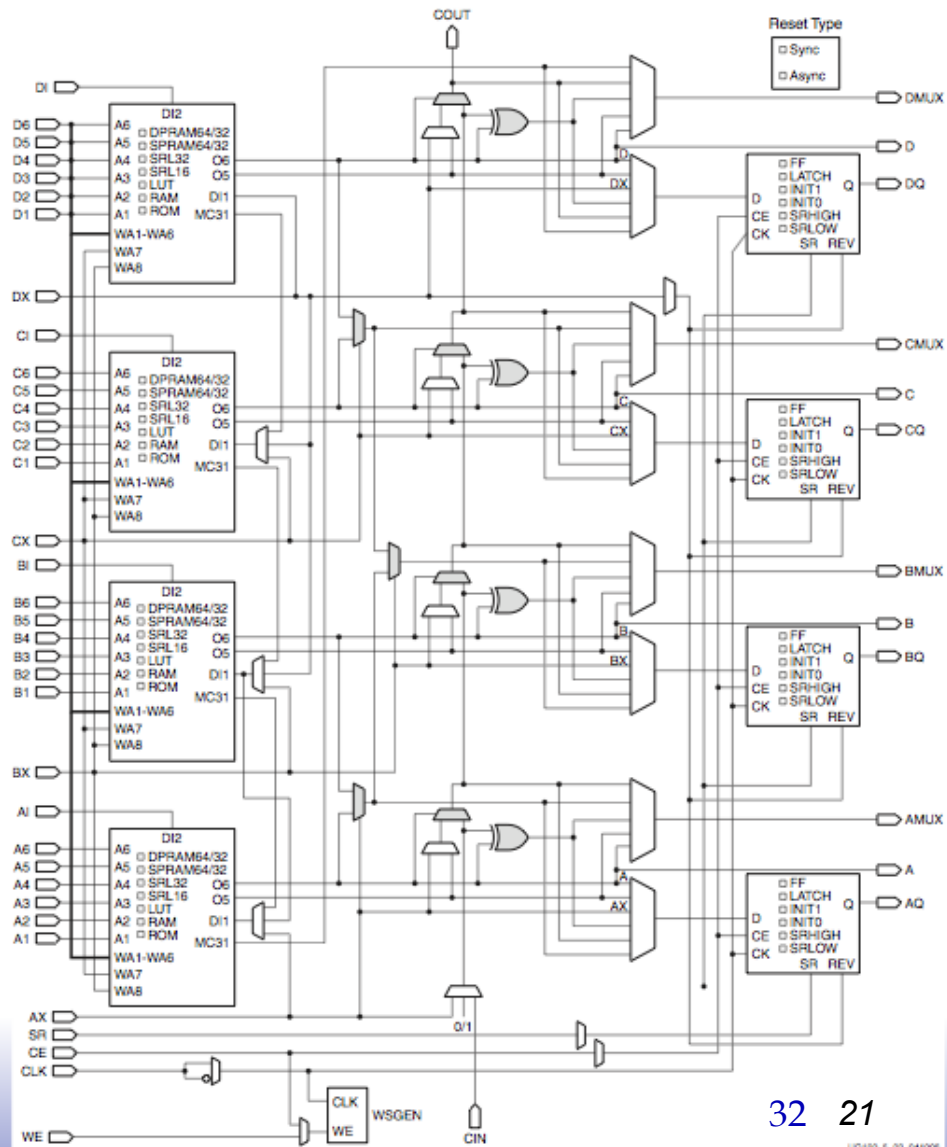 COUT
Reset Type
Sync
Async
DI
DI2
D6
D5
D4
D3
D2
D1
A6
A5
A4
A3
A2
A1
WA1-WA6
WA7
WA8
DPRAM64/32
SPRAM64/32
SRL32
SRL16
LUT
RAM
ROM
O6
O5
DI1
MC31
DMUX
D
D
DX
DQ
D
CE
CK
FF
LATCH
INIT1
INIT0
SRHIGH
SRLOW
Q
SR REV
DX
CI
DI2
C6
C5
C4
C3
C2
C1
A6
A5
A4
A3
A2
A1
WA1-WA6
WA7
WA8
DPRAM64/32
SPRAM64/32
SRL32
SRL16
LUT
RAM
ROM
O6
O5
DI1
MC31
CMUX
C
C
CX
CQ
D
CE
CK
FF
LATCH
INIT1
INIT0
SRHIGH
SRLOW
Q
SR REV
CX
BI
DI2
B6
B5
B4
B3
B2
B1
A6
A5
A4
A3
A2
A1
WA1-WA6
WA7
WA8
DPRAM64/32
SPRAM64/32
SRL32
SRL16
LUT
RAM
ROM
O6
O5
DI1
MC31
BMUX
B
B
BX
BQ
D
CE
CK
FF
LATCH
INIT1
INIT0
SRHIGH
SRLOW
Q
SR REV
BX
AI
DI2
A6
A5
A4
A3
A2
A1
A6
A5
A4
A3
A2
A1
WA1-WA6
WA7
WA8
DPRAM64/32
SPRAM64/32
SRL32
SRL16
LUT
RAM
ROM
O6
O5
DI1
MC31
AMUX
A
A
AX
AQ
D
CE
CK
FF
LATCH
INIT1
INIT0
SRHIGH
SRLOW
Q
SR REV
AX
SR
CE
CLK
WE
0/1
CLK
WE
WSGEN
CIN
32 21